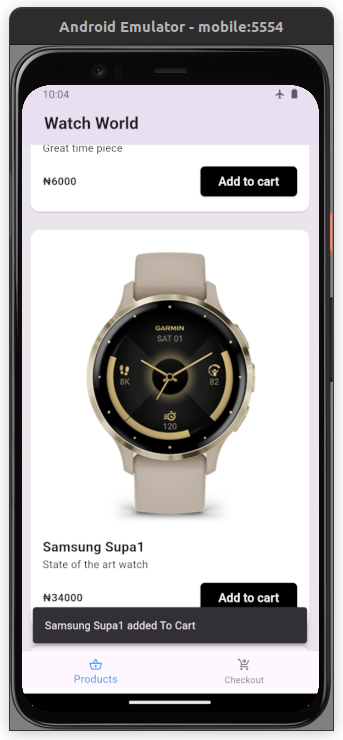 Android Emulator - mobile:5554
10:04
Watch World
Great time piece
₦6000
Add to cart
GARMIN
SAT 01
8K
82
120
Samsung Supa1
State of the art watch
₦34000
Add to cart
Samsung Supa1 added To Cart
Products
Checkout